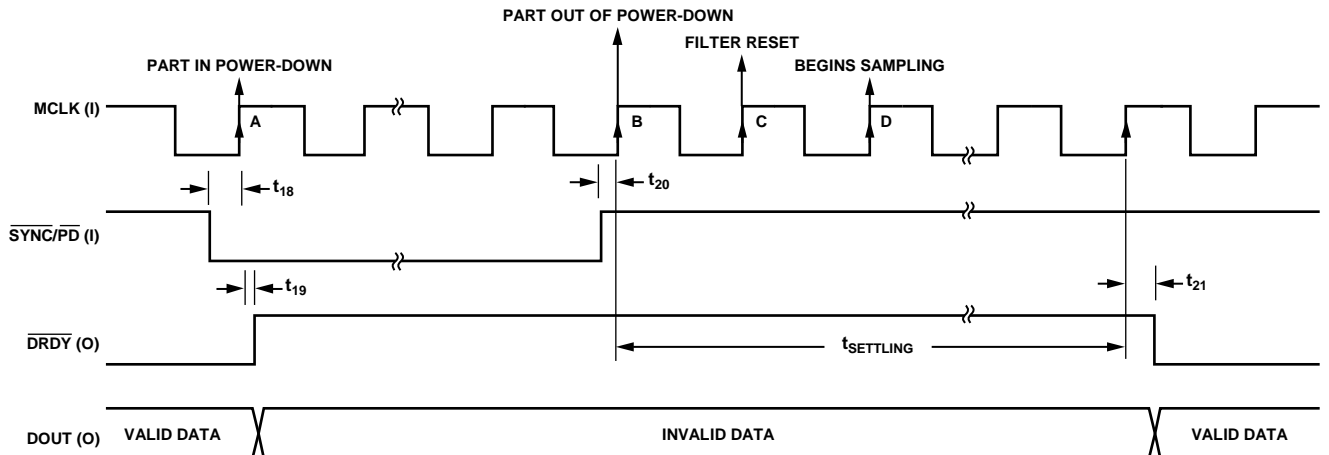 PART OUT OF POWER-DOWN
FILTER RESET
PART IN POWER-DOWN
BEGINS SAMPLING
MCLK (I)
A
B
C
D
t18
t20
SYNC/PD (I)
t19
t21
DRDY (O)
tSETTLING
DOUT (O)
VALID DATA
INVALID DATA
VALID DATA